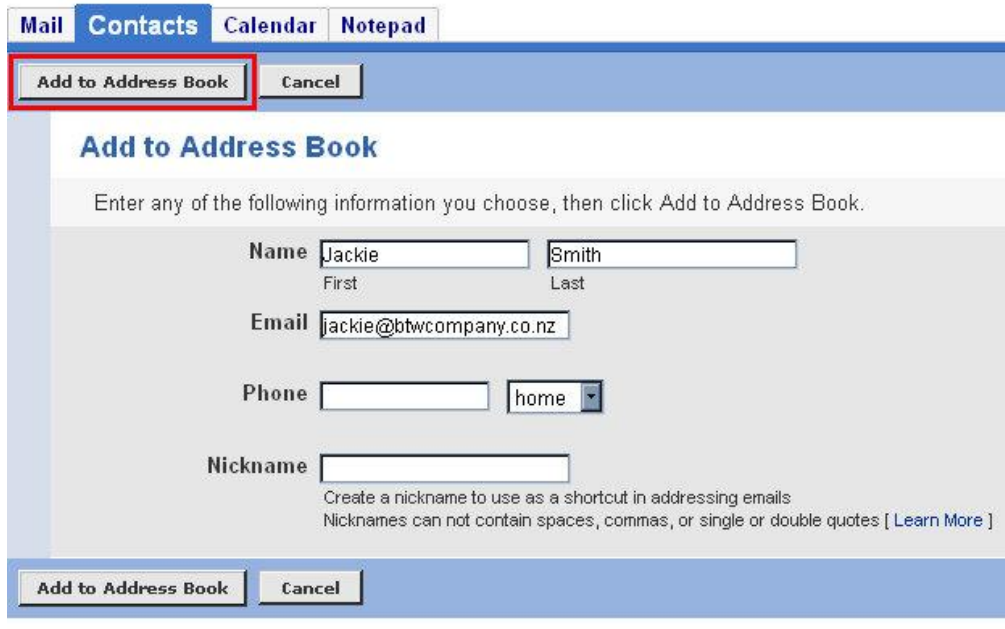 Mail Contacts Calendar Notepad
Add to Address Book Cancel
Add to Address Book
Enter any of the following information you choose, then click Add to Address Book.
Name Jackie Smith
First Last
Email jackie@btwcompany.co.nz
Phone home
Nickname
Create a nickname to use as a shortcut in addressing emails
Nicknames can not contain spaces, commas, or single or double quotes [ Learn More ]
Add to Address Book Cancel